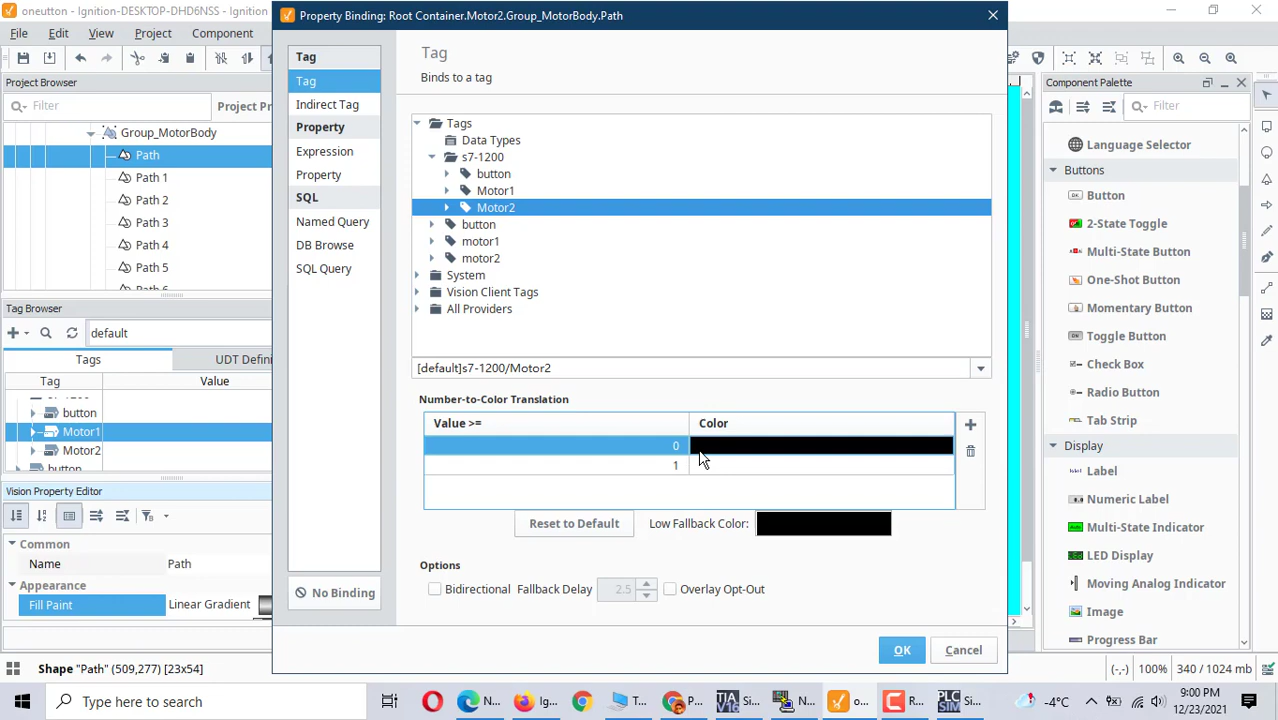 oneutton - Ignition-DESKTOP-DHD6NSS-
Property Binding: Root Container.Motor2.Group_MotorBody.Path
File Edit View Project Component
Project Browser
Filter
Project Pr
Group_MotorBody
Path
Path 1
Path 2
Path 3
Path 4
Path 5
Tag Browser
default
Tags
UDT Defini
Tag
Value
button
Motor1
Motor2
button
Vision Property Editor
Common
Name
Path
Appearance
Fill Paint
Linear Gradient
Tag
Tag
Indirect Tag
Property
Expression
Property
SQL
Named Query
DB Browse
SQL Query
No Binding
Tag
Binds to a tag
Tags
Data Types
s7-1200
button
Motor1
Motor2
button
motor1
motor2
System
Vision Client Tags
All Providers
[default]s7-1200/Motor2
Number-to-Color Translation
Value >=
Color
0
1
Reset to Default
Low Fallback Color:
Options
Bidirectional
Fallback Delay
2.5
Overlay Opt-Out
OK
Cancel
Component Palette
Filter
Language Selector
Buttons
Button
2-State Toggle
Multi-State Button
One-Shot Button
Momentary Button
Toggle Button
Check Box
Radio Button
Tab Strip
Display
Label
Numeric Label
Multi-State Indicator
LED Display
Moving Analog Indicator
Image
Progress Bar
Shape "Path" (509,277) [23x54]
(-,-)
100%
340 / 1024 mb
Type here to search
N...
Ig...
T...
P...
Si...
N...
o...
R...
Si...
-4°C
9:00 PM
12/23/2021